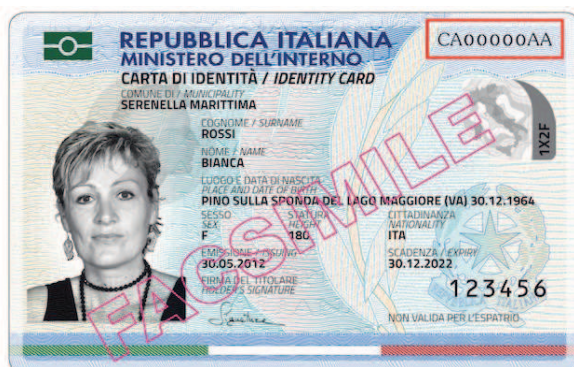 REPUBBLICA ITALIANA
CA00000AA
MINISTERO DELL'INTERNO
CARTA DI IDENTITÀ / IDENTITY CARD
COMUNE DI / MUNICIPALITY
SERENELLA MARITTIMA
COGNOME / SURNAME
ROSSI
NOME / NAME
BIANCA
LUOGO E DATA DI NASCITA
PLACE AND DATE OF BIRTH
PINO SULLA SPONDA DEL LAGO MAGGIORE (VA) 30.12.1964
SESSO STATURA CITTADINANZA
SEX HEIGHT NATIONALITY
F 180 ITA
EMISSIONE / ISSUING SCADENZA / EXPIRY
30.05.2012 30.12.2022
FIRMA DEL TITOLARE
HOLDER'S SIGNATURE
123456
NON VALIDA PER L'ESPATRIO
1X2F
FACSIMILE